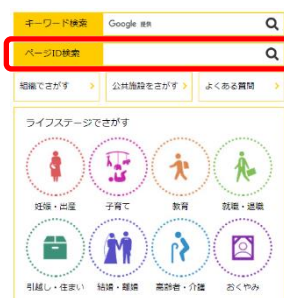 キーワード検索 Google 提供
ページID検索
組織でさがす 公共施設をさがす よくある質問
ライフステージでさがす
妊娠・出産 子育て 教育 就職・退職
引越し・住まい 結婚・離婚 高齢者・介護 おくやみ